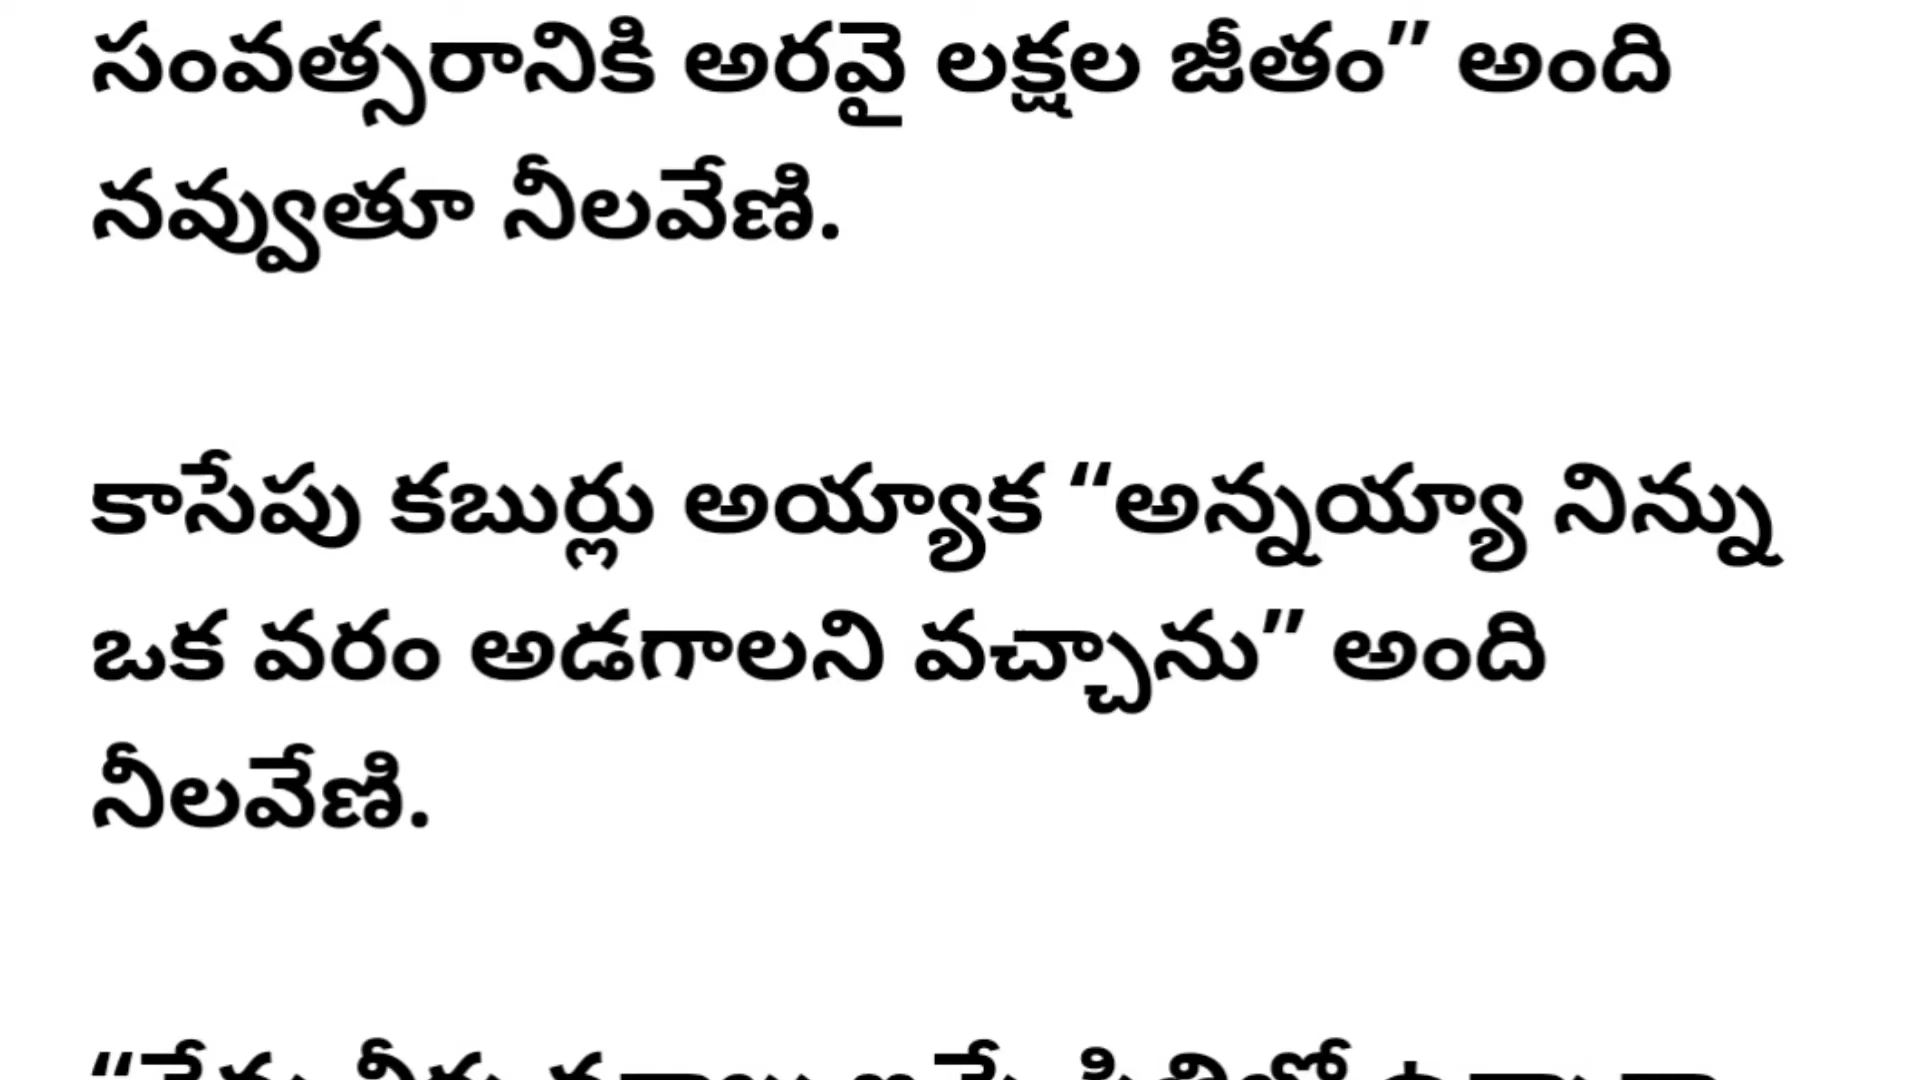 సంవత్సరానికి అరవై లక్షల జీతం” అంది
నవ్వుతూ నీలవేణి.
కాసేపు కబుర్లు అయ్యాక “అన్నయ్యా నిన్ను
ఒక వరం అడగాలని వచ్చాను” అంది
నీలవేణి.